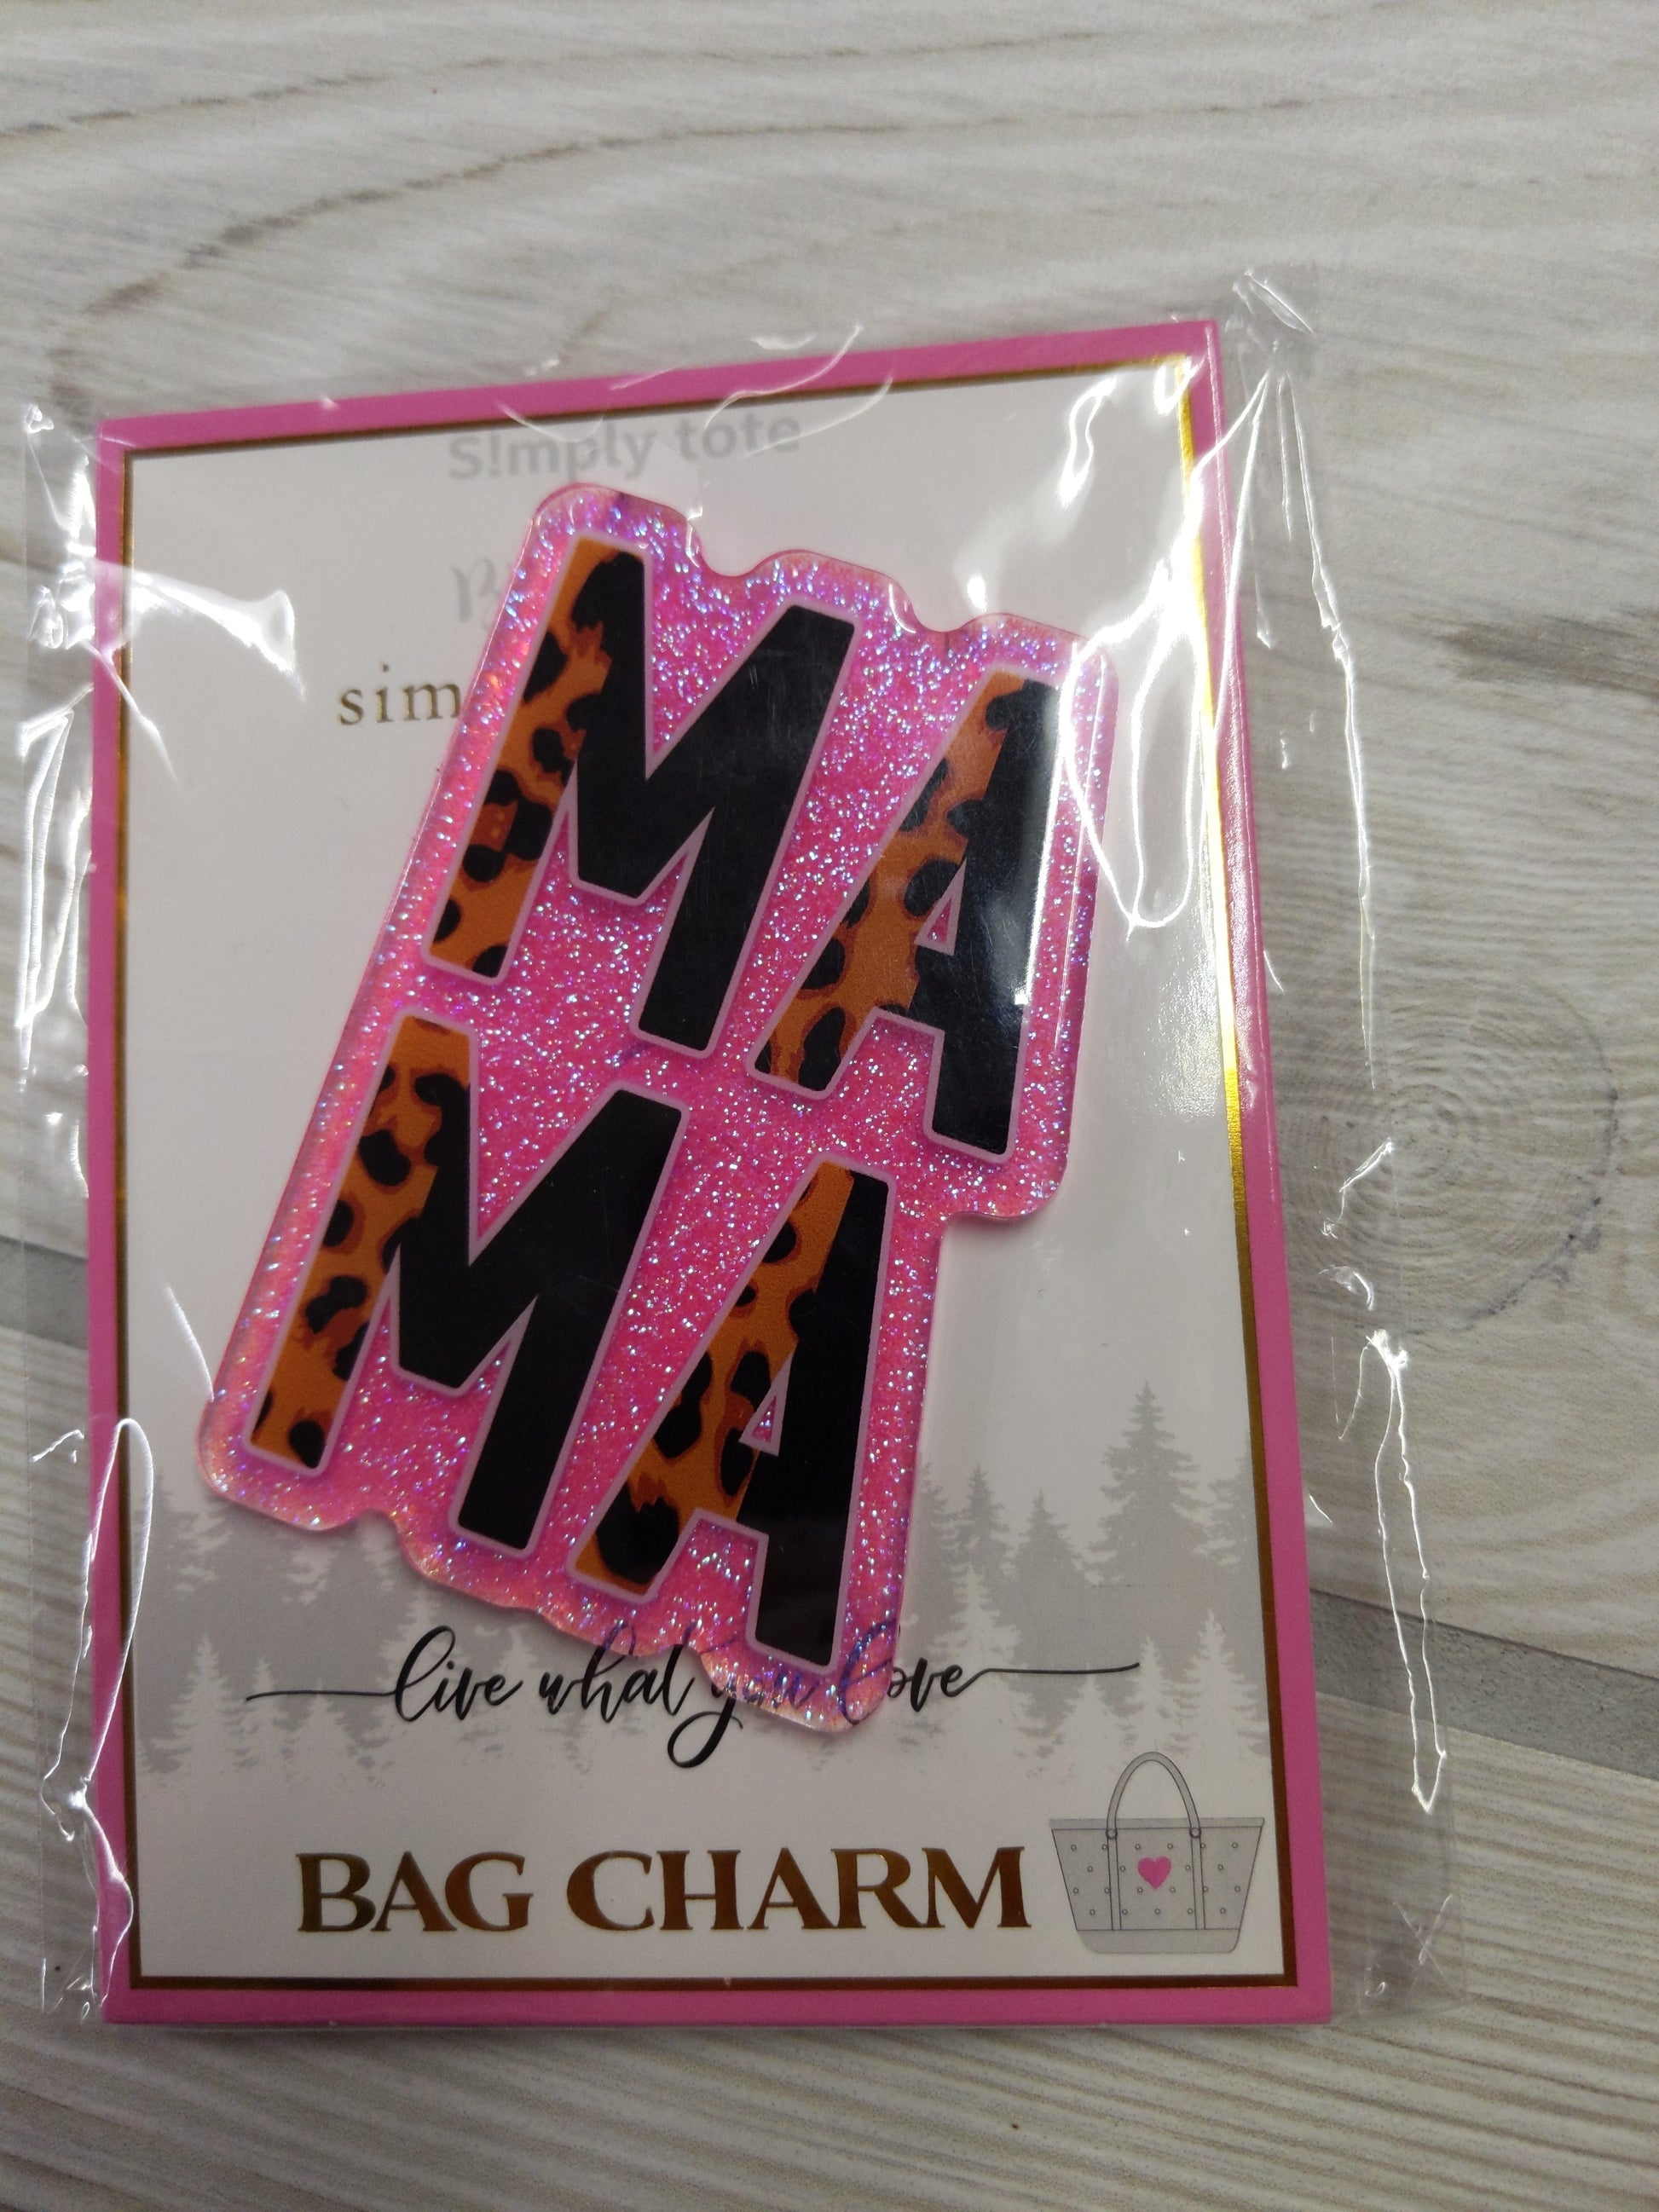 S!mply tote
sim
MA
MA
live what you love
BAG CHARM